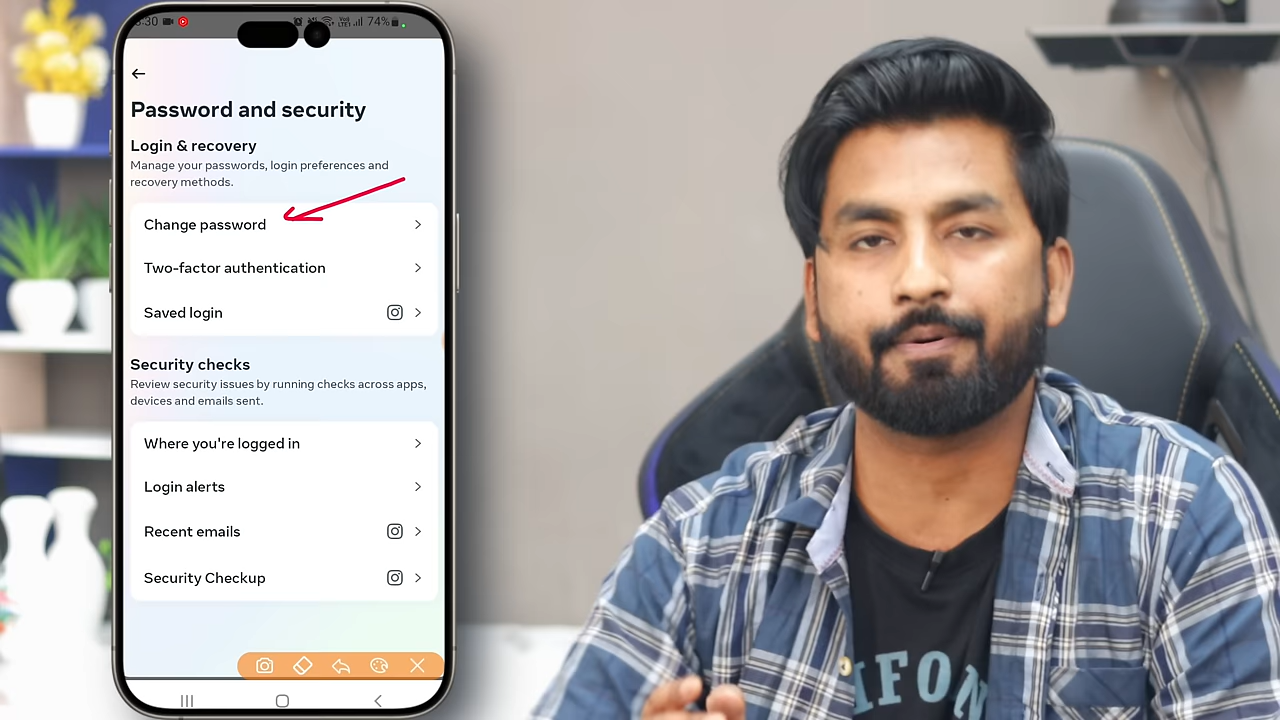 :30 74%
Password and security
Login & recovery
Manage your passwords, login preferences and
recovery methods.
Change password
Two-factor authentication
Saved login
Security checks
Review security issues by running checks across apps,
devices and emails sent.
Where you're logged in
Login alerts
Recent emails
Security Checkup